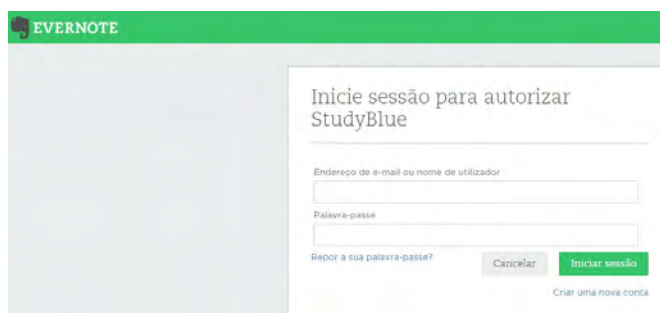 EVERNOTE
Inicie sessão para autorizar
StudyBlue
Endereço de e-mail ou nome de utilizador
Palavra-passe
Repor a sua palavra-passe?
Cancelar
Iniciar sessão
Criar uma nova conta